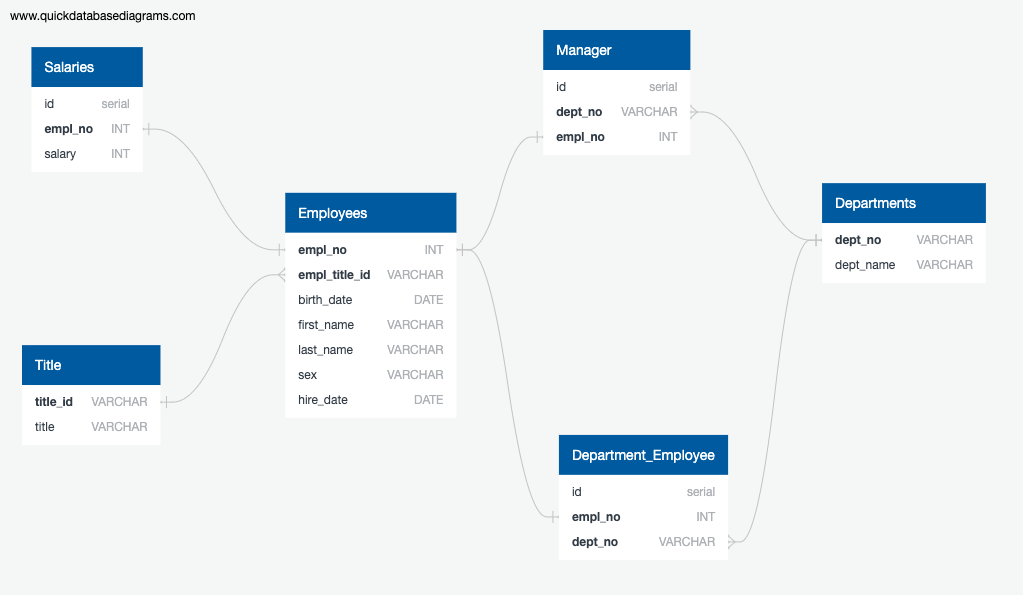 www.quickdatabasediagrams.com
Salaries
id serial
empl_no INT
salary INT
Title
title_id VARCHAR
title VARCHAR
Employees
empl_no INT
empl_title_id VARCHAR
birth_date DATE
first_name VARCHAR
last_name VARCHAR
sex VARCHAR
hire_date DATE
Manager
id serial
dept_no VARCHAR
empl_no INT
Department_Employee
id serial
empl_no INT
dept_no VARCHAR
Departments
dept_no VARCHAR
dept_name VARCHAR